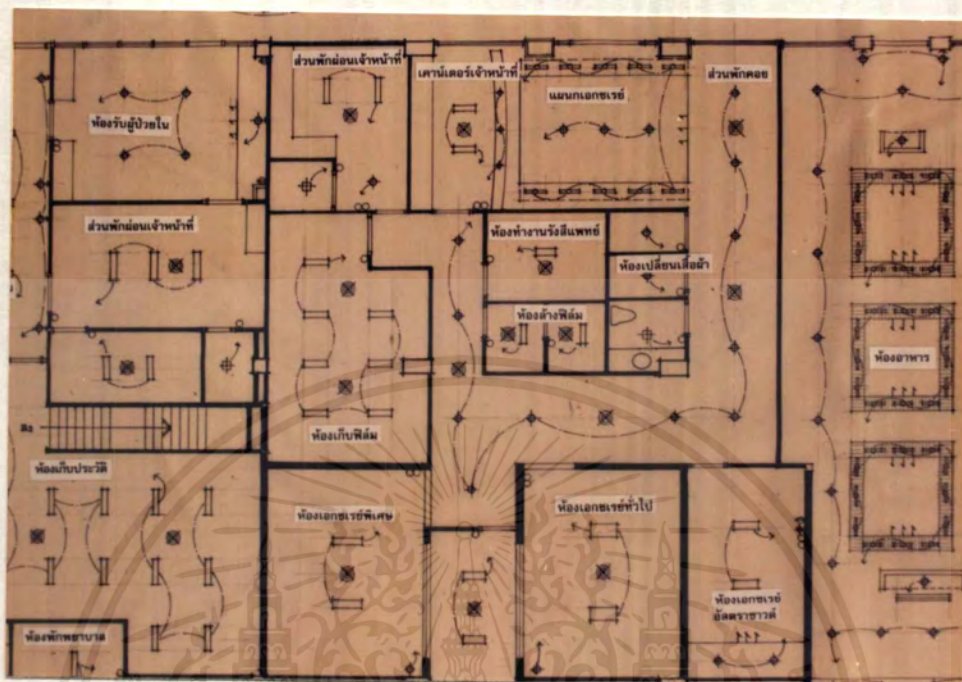 ส่วนพักผ่อนเจ้าหน้าที่
เคาน์เตอร์เจ้าหน้าที่
ส่วนพักคอย
แผนกเอกซเรย์
ห้องรับผู้ป่วยใน
ส่วนพักผ่อนเจ้าหน้าที่
ห้องทำงานรังสีแพทย์
ห้องเปลี่ยนเสื้อผ้า
ห้องล้างฟิล์ม
ห้องอาหาร
ลง
ห้องเก็บฟิล์ม
ห้องเก็บประวัติ
ห้องเอกซเรย์พิเศษ
ห้องเอกซเรย์ทั่วไป
ห้องเอกซเรย์
อัลตราซาวด์
ห้องพักพยาบาล